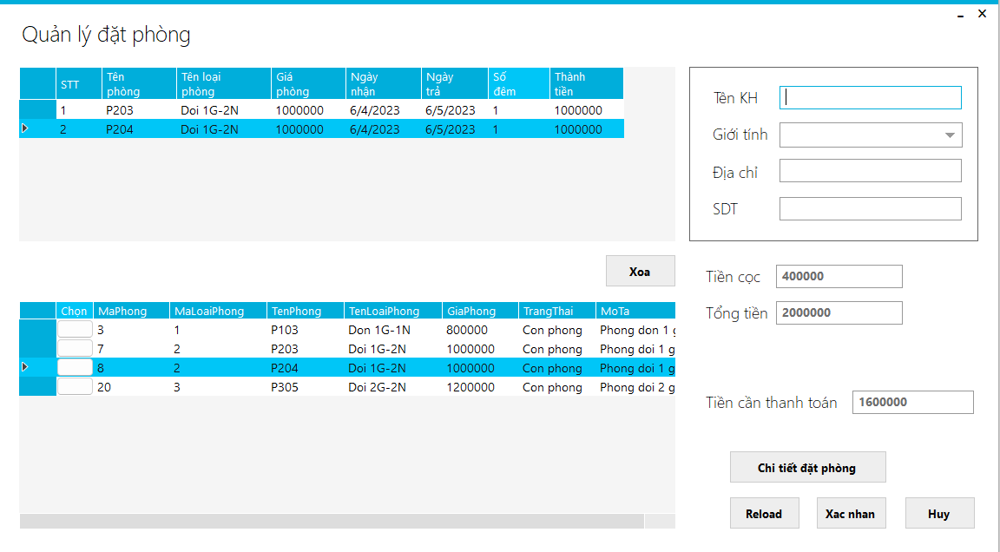 Quản lý đặt phòng
STT Tên phòng Tên loại phòng Giá phòng Ngày nhận Ngày trả Số đêm Thành tiền
1 P203 Doi 1G-2N 1000000 6/4/2023 6/5/2023 1 1000000
2 P204 Doi 1G-2N 1000000 6/4/2023 6/5/2023 1 1000000
Tên KH
Giới tính
Địa chỉ
SDT
Xoa
Tiền cọc 400000
Tổng tiền 2000000
Chọn MaPhong MaLoaiPhong TenPhong TenLoaiPhong GiaPhong TrangThai MoTa
3 1 P103 Don 1G-1N 800000 Con phong Phong don 1 g
7 2 P203 Doi 1G-2N 1000000 Con phong Phong doi 1 g
8 2 P204 Doi 1G-2N 1000000 Con phong Phong doi 1 g
20 3 P305 Doi 2G-2N 1200000 Con phong Phong doi 2 g
Tiền cần thanh toán 1600000
Chi tiết đặt phòng
Reload Xac nhan Huy